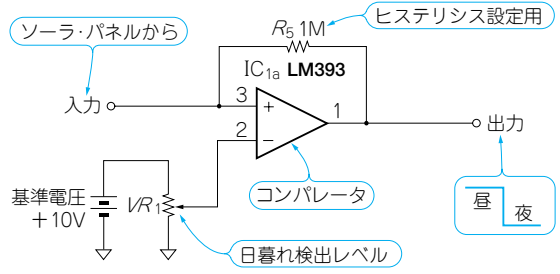 ソーラ・パネルから
R5 1M
ヒステリシス設定用
IC1a LM393
入力
3
+
1
出力
2
−
コンパレータ
昼
夜
基準電圧
+10V
VR1
日暮れ検出レベル